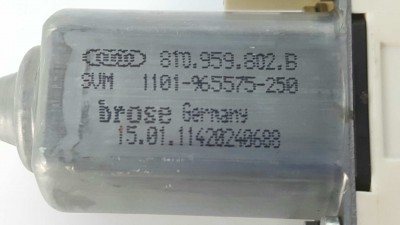 8T0.959.802.B
SVM 1101-965575-250
brose Germany
15.01.11420240688